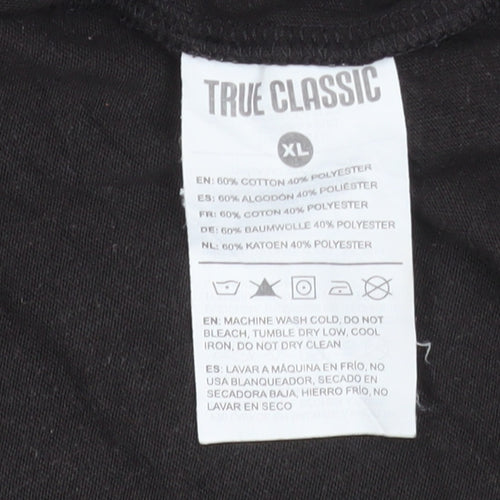 TRUE CLASSIC
XL
EN: 60% COTTON 40% POLYESTER
ES: 60% ALGODÓN 40% POLIÉSTER
FR: 60% COTON 40% POLYESTER
DE: 60% BAUMWOLLE 40% POLYESTER
NL: 60% KATOEN 40% POLYESTER
EN: MACHINE WASH COLD, DO NOT
BLEACH, TUMBLE DRY LOW, COOL
IRON, DO NOT DRY CLEAN
ES: LAVAR A MÁQUINA EN FRÍO, NO
USA BLANQUEADOR, SECADO EN
SECADORA BAJA, HIERRO FRÍO, NO
LAVAR EN SECO